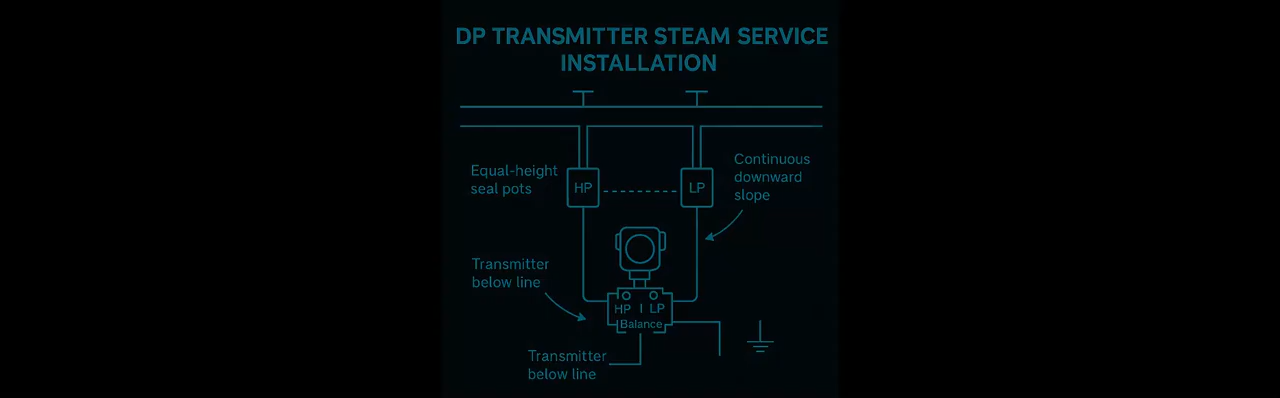 DP TRANSMITTER STEAM SERVICE
INSTALLATION
Equal-height
seal pots
HP
LP
Continuous
downward
slope
Transmitter
below line
HP
LP
Balance
Transmitter
below line